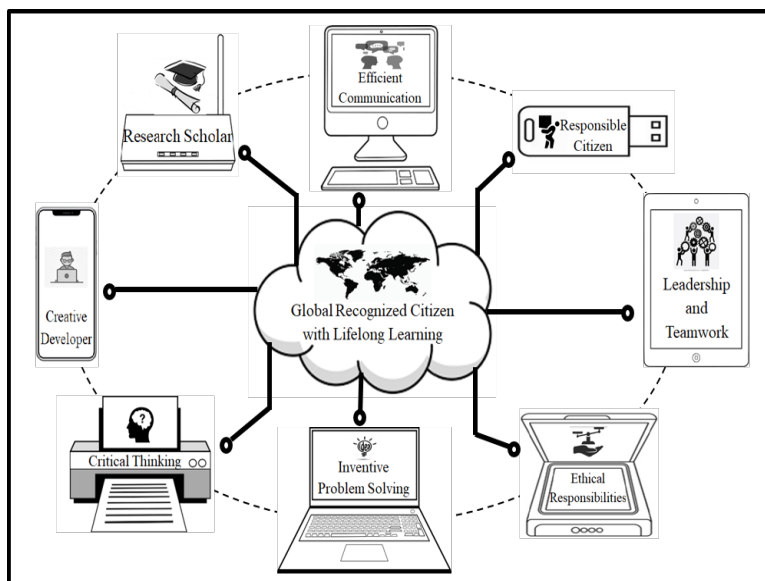 Efficient
Communication
Research Scholar
Responsible
Citizen
Leadership
and
Teamwork
Global Recognized Citizen
with Lifelong Learning
Creative
Developer
?
Critical Thinking
idea
Inventive
Problem Solving
Ethical
Responsibilities